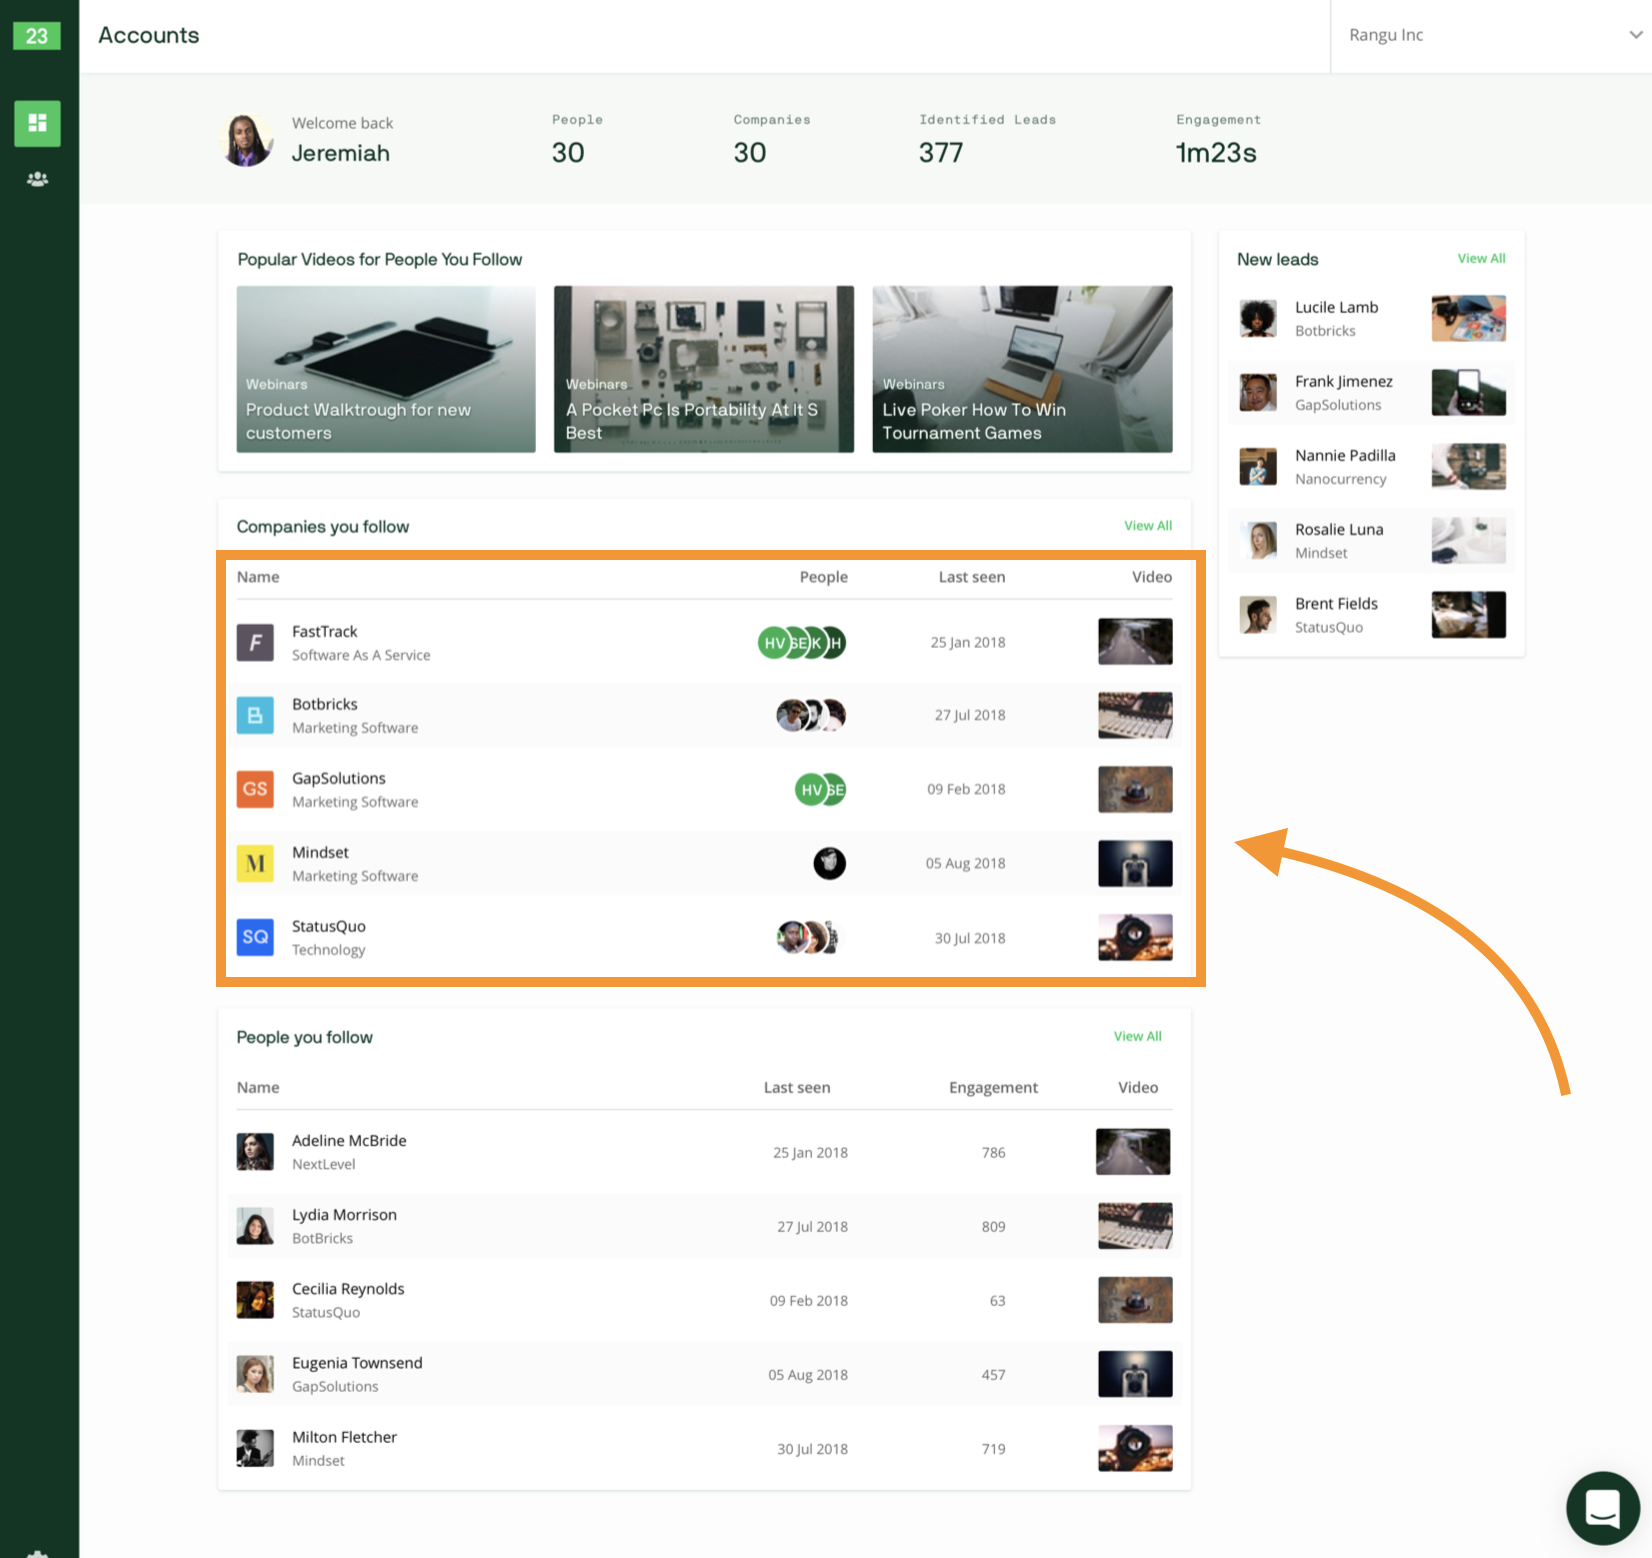 23
Accounts
Rangu Inc
Welcome back
Jeremiah
People
30
Companies
30
Identified Leads
377
Engagement
1m23s
Popular Videos for People You Follow
Webinars
Product Walktrough for new
customers
Webinars
A Pocket Pc Is Portability At It S
Best
Webinars
Live Poker How To Win
Tournament Games
New leads
View All
Lucile Lamb
Botbricks
Frank Jimenez
GapSolutions
Nannie Padilla
Nanocurrency
Rosalie Luna
Mindset
Brent Fields
StatusQuo
Companies you follow
View All
Name People Last seen Video
F
FastTrack
Software As A Service
HV SE K H
25 Jan 2018
B
Botbricks
Marketing Software
27 Jul 2018
GS
GapSolutions
Marketing Software
HV SE
09 Feb 2018
M
Mindset
Marketing Software
05 Aug 2018
SQ
StatusQuo
Technology
30 Jul 2018
People you follow
View All
Name Last seen Engagement Video
Adeline McBride
NextLevel
25 Jan 2018 786
Lydia Morrison
BotBricks
27 Jul 2018 809
Cecilia Reynolds
StatusQuo
09 Feb 2018 63
Eugenia Townsend
GapSolutions
05 Aug 2018 457
Milton Fletcher
Mindset
30 Jul 2018 719